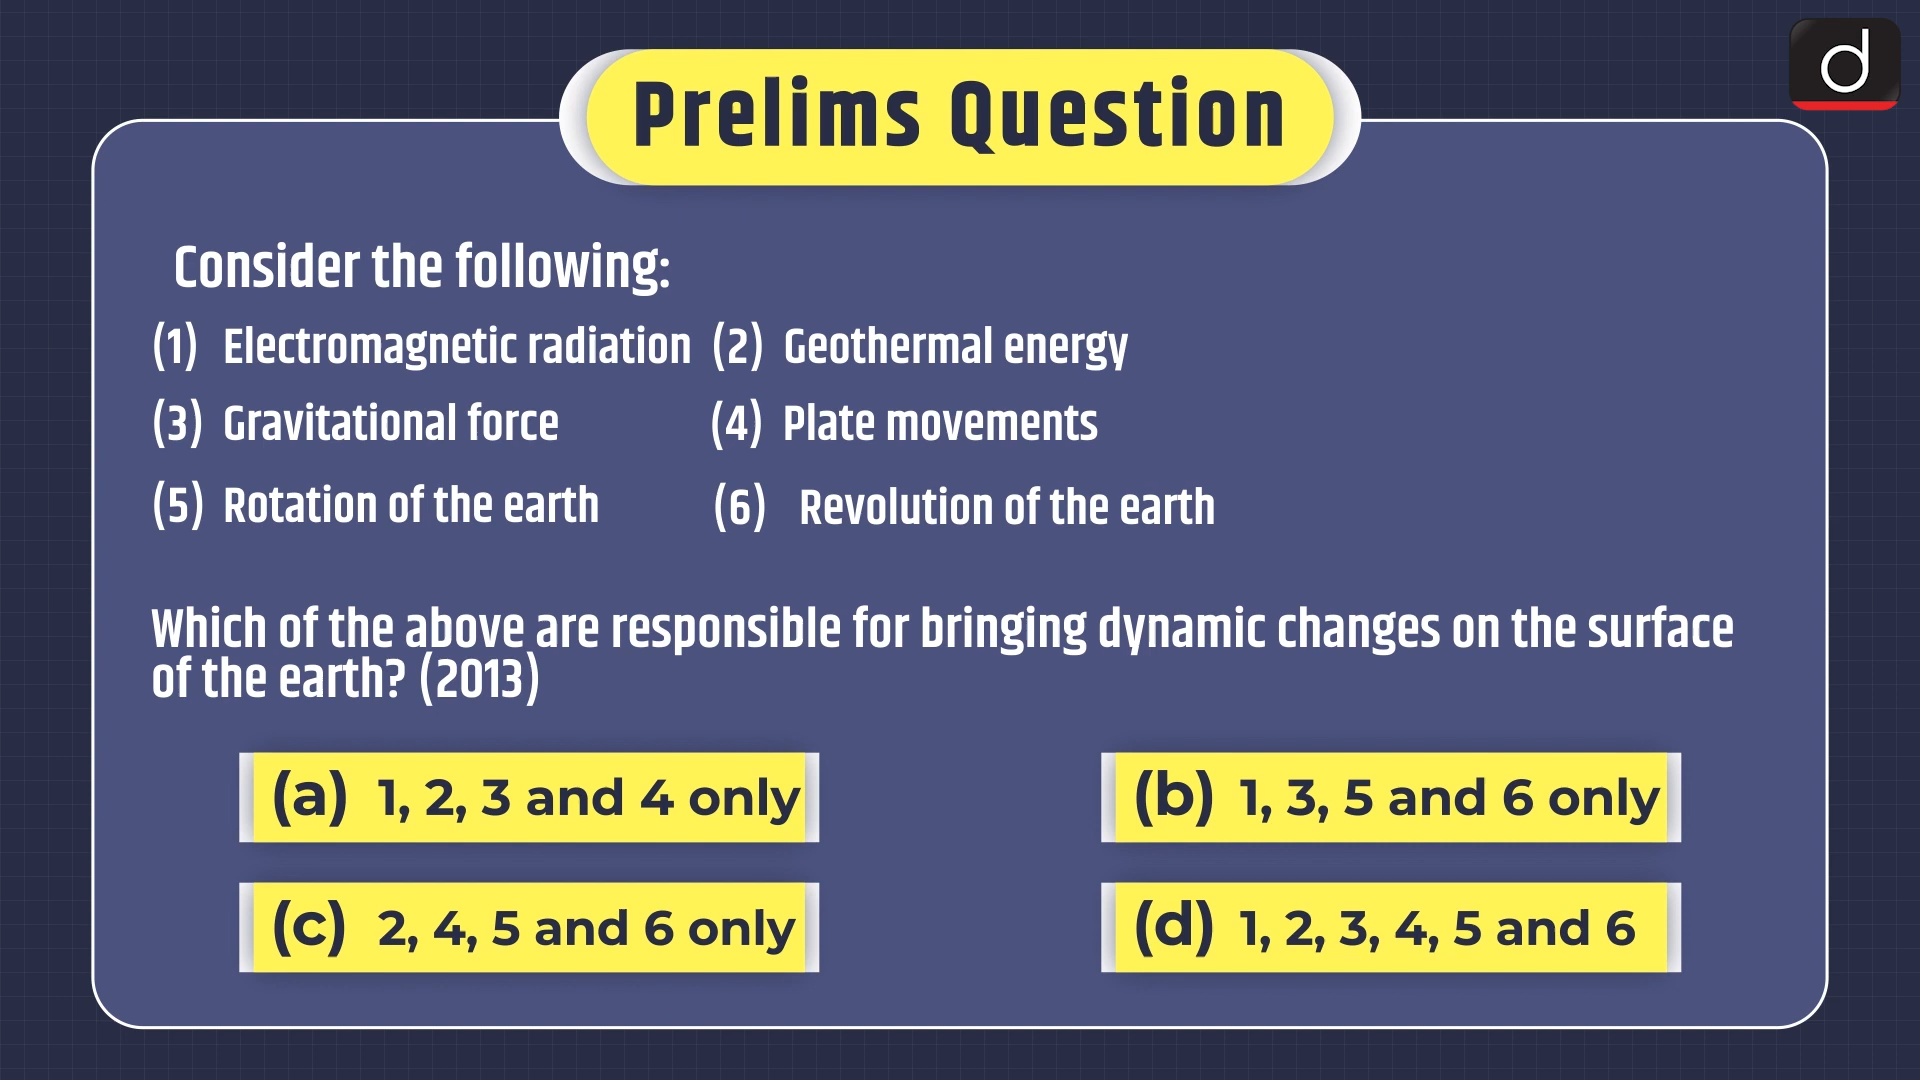 d
Prelims Question
Consider the following:
(1) Electromagnetic radiation (2) Geothermal energy
(3) Gravitational force (4) Plate movements
(5) Rotation of the earth (6) Revolution of the earth
Which of the above are responsible for bringing dynamic changes on the surface
of the earth? (2013)
(a) 1, 2, 3 and 4 only (b) 1, 3, 5 and 6 only
(c) 2, 4, 5 and 6 only (d) 1, 2, 3, 4, 5 and 6